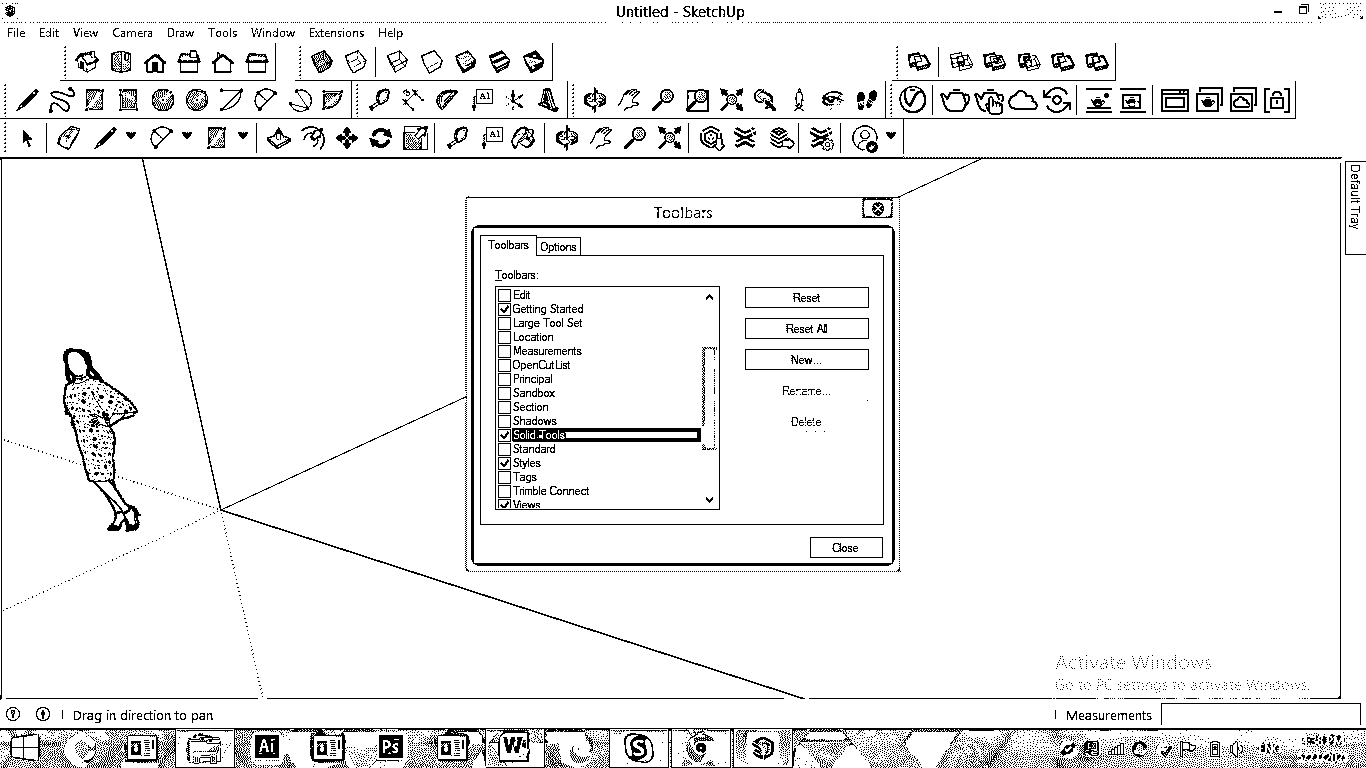 Untitled - SketchUp
File Edit View Camera Draw Tools Window Extensions Help
A1
A1
Default Tray
Toolbars
Toolbars Options
Toolbars:
Edit
Getting Started
Large Tool Set
Location
Measurements
OpenCutList
Principal
Sandbox
Section
Shadows
Solid Tools
Standard
Styles
Tags
Trimble Connect
Views
Reset
Reset All
New...
Rename...
Delete
Close
Activate Windows
Go to PC settings to activate Windows.
Drag in direction to pan
Measurements
Ai Ps W S